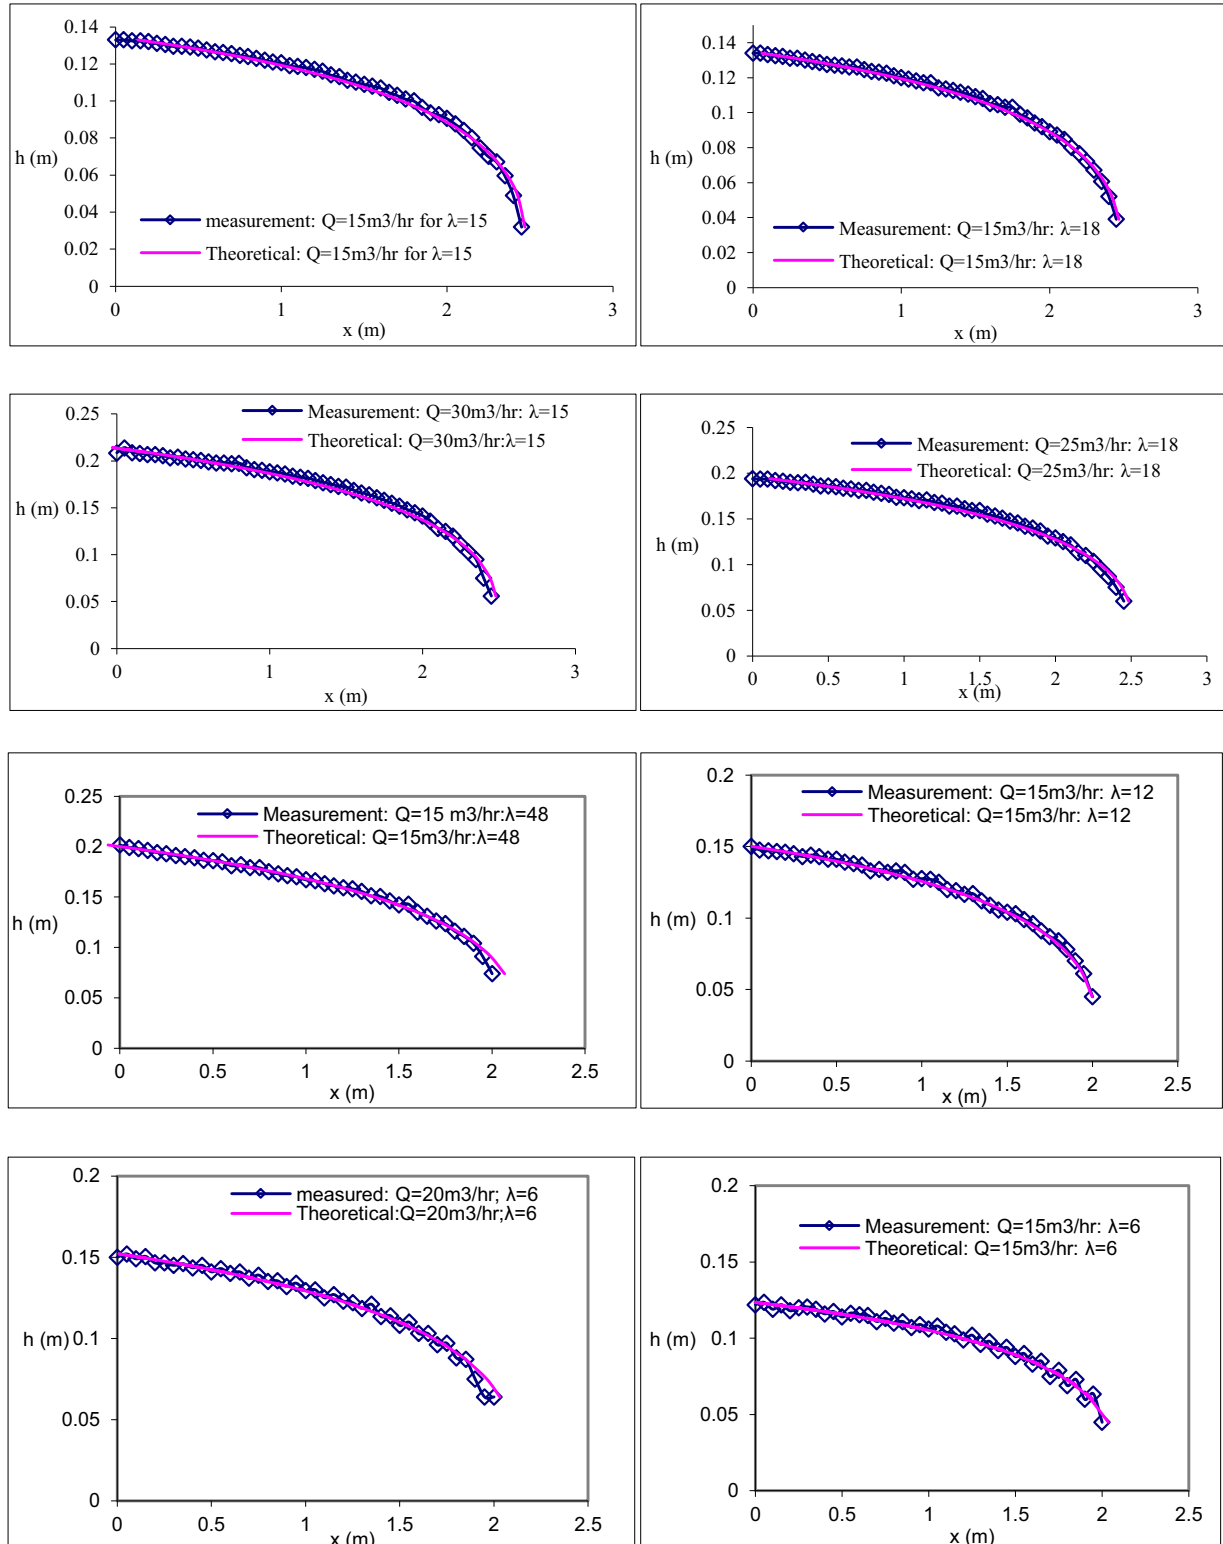 0.14
0.12
0.1
0.08
h (m)
0.06
0.04
measurement: Q=15m3/hr for λ=15
0.02
Theoretical: Q=15m3/hr for λ=15
0
0 1 2 3
x (m)
0.14
0.12
0.1
0.08
h (m)
0.06
0.04
Measurement: Q=15m3/hr: λ=18
0.02
Theoretical: Q=15m3/hr: λ=18
0
0 1 2 3
x (m)
0.25
Measurement: Q=30m3/hr: λ=15
Theoretical: Q=30m3/hr:λ=15
0.2
h (m)
0.15
0.1
0.05
0
0 1 2 3
x (m)
0.25
Measurement: Q=25m3/hr: λ=18
Theoretical: Q=25m3/hr: λ=18
0.2
0.15
h (m)
0.1
0.05
0
0 0.5 1 1.5 2 2.5 3
x (m)
0.25
Measurement: Q=15 m3/hr:λ=48
Theoretical: Q=15m3/hr:λ=48
0.2
0.15
h (m)
0.1
0.05
0
0 0.5 1 1.5 2 2.5
x (m)
0.2
Measurement: Q=15m3/hr: λ=12
Theoretical: Q=15m3/hr: λ=12
0.15
h (m)
0.1
0.05
0
0 0.5 1 1.5 2 2.5
x (m)
0.2
measured: Q=20m3/hr; λ=6
Theoretical:Q=20m3/hr;λ=6
0.15
h (m)
0.1
0.05
0
0 0.5 1 1.5 2 2.5
x (m)
0.2
Measurement: Q=15m3/hr: λ=6
Theoretical: Q=15m3/hr: λ=6
0.15
h (m)
0.1
0.05
0
0 0.5 1 1.5 2 2.5
x (m)